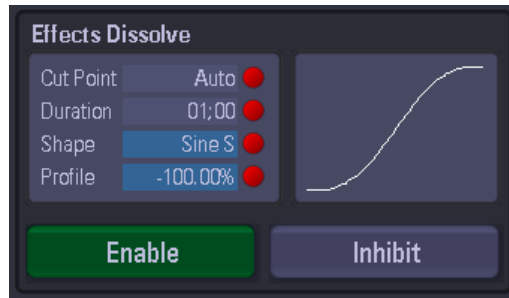 Effects Dissolve
Cut Point Auto
Duration 01;00
Shape Sine S
Profile -100.00%
Enable Inhibit